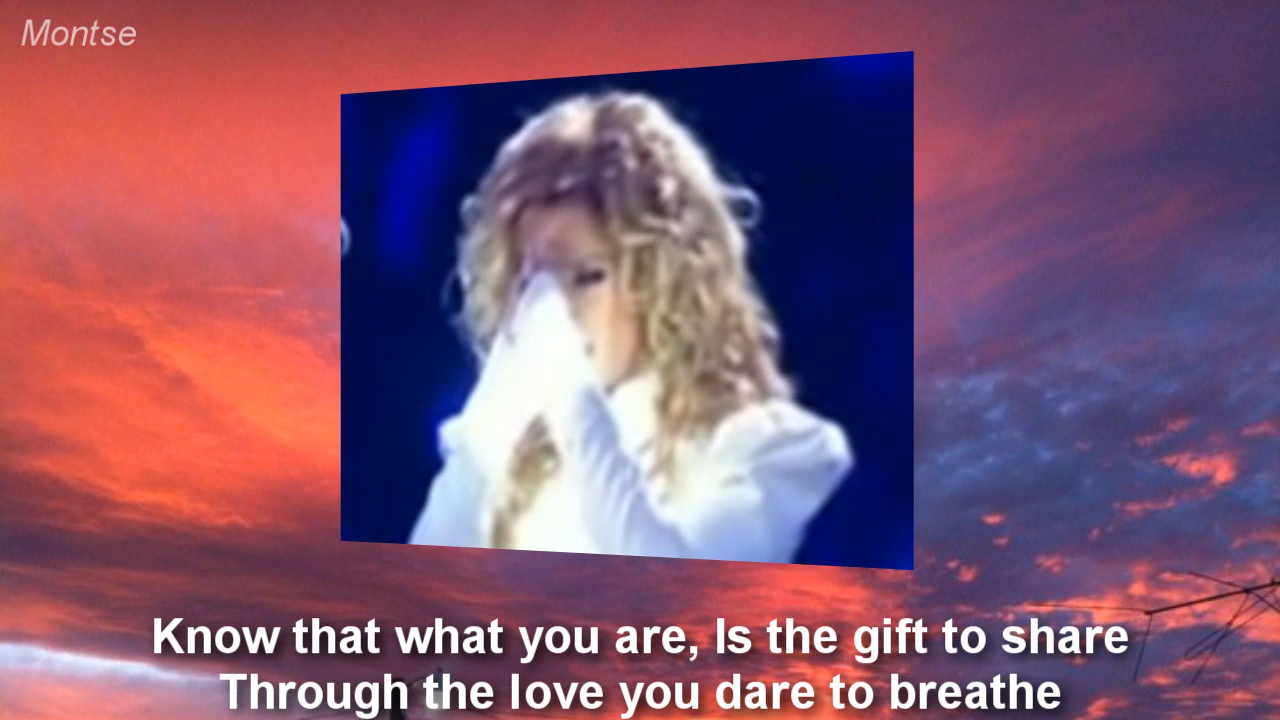 Montse
Know that what you are, Is the gift to share
Through the love you dare to breathe